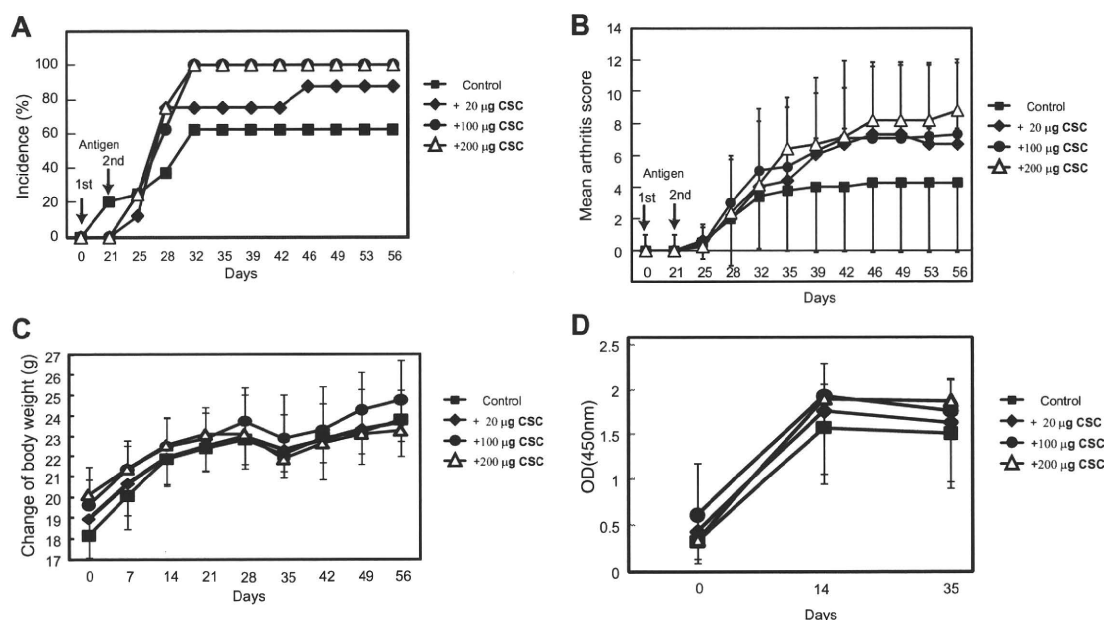 A
Incidence (%)
100
80
60
40
20
0
Antigen
1st
2nd
0 21 25 28 32 35 39 42 46 49 53 56
Days
Control
+ 20 µg CSC
+100 µg CSC
+200 µg CSC
B
Mean arthritis score
14
12
10
8
6
4
2
0
Antigen
1st
2nd
0 21 25 28 32 35 39 42 46 49 53 56
Days
Control
+ 20 µg CSC
+100 µg CSC
+200 µg CSC
C
Change of body weight (g)
27
26
25
24
23
22
21
20
19
18
17
0 7 14 21 28 35 42 49 56
Days
Control
+ 20 µg CSC
+100 µg CSC
+200 µg CSC
D
OD(450nm)
2.5
2
1.5
1
0.5
0
0 14 35
Days
Control
+ 20 µg CSC
+100 µg CSC
+200 µg CSC